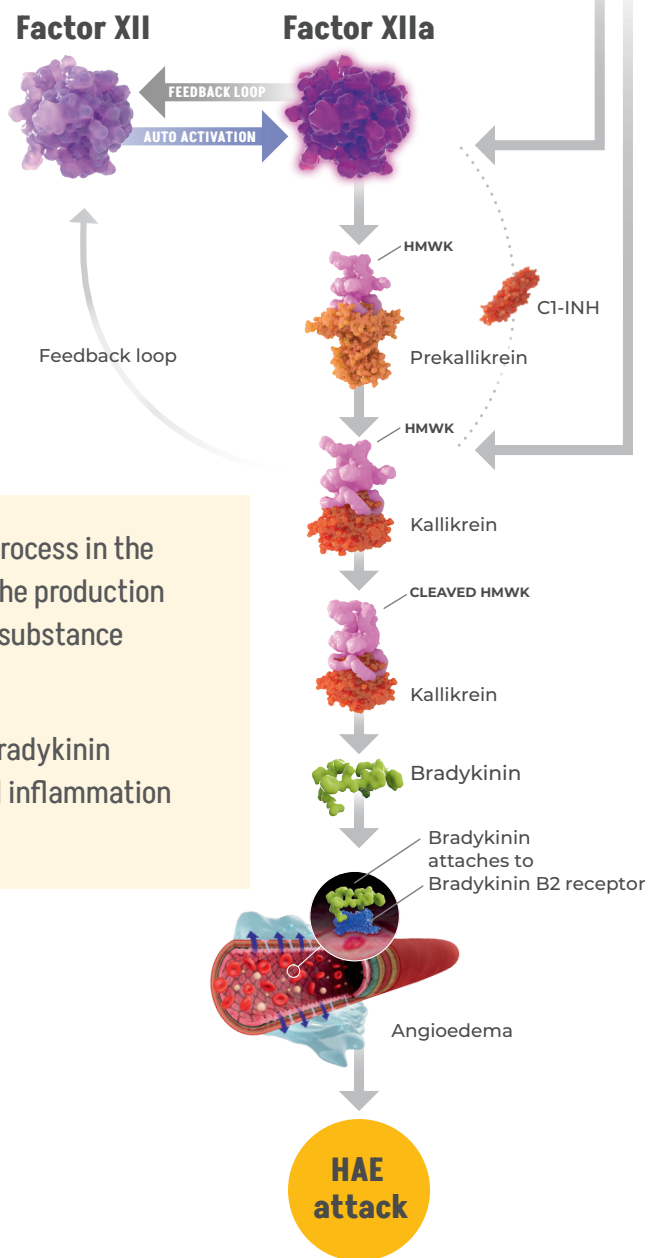 Factor XII
Factor XIIa
FEEDBACK LOOP
AUTO ACTIVATION
HMWK
C1-INH
Feedback loop
Prekallikrein
HMWK
Kallikrein
rocess in the
he production
substance
radykinin
inflammation
CLEAVED HMWK
Kallikrein
Bradykinin
Bradykinin
attaches to
Bradykinin B2 receptor
Angioedema
HAE
attack